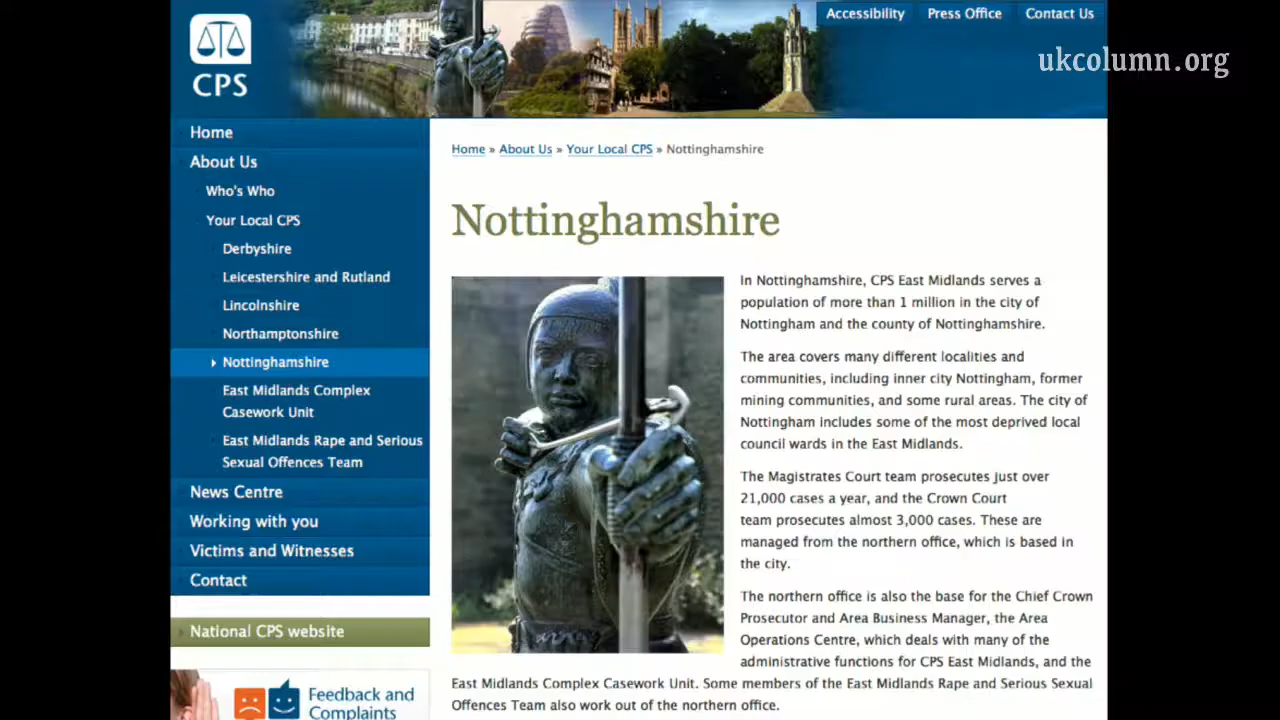 Accessibility Press Office Contact Us
ukcolumn.org
CPS
Home
About Us
Who's Who
Your Local CPS
Derbyshire
Leicestershire and Rutland
Lincolnshire
Northamptonshire
Nottinghamshire
East Midlands Complex
Casework Unit
East Midlands Rape and Serious
Sexual Offences Team
News Centre
Working with you
Victims and Witnesses
Contact
National CPS website
Feedback and
Complaints
Home » About Us » Your Local CPS » Nottinghamshire
Nottinghamshire
In Nottinghamshire, CPS East Midlands serves a
population of more than 1 million in the city of
Nottingham and the county of Nottinghamshire.
The area covers many different localities and
communities, including inner city Nottingham, former
mining communities, and some rural areas. The city of
Nottingham includes some of the most deprived local
council wards in the East Midlands.
The Magistrates Court team prosecutes just over
21,000 cases a year, and the Crown Court
team prosecutes almost 3,000 cases. These are
managed from the northern office, which is based in
the city.
The northern office is also the base for the Chief Crown
Prosecutor and Area Business Manager, the Area
Operations Centre, which deals with many of the
administrative functions for CPS East Midlands, and the
East Midlands Complex Casework Unit. Some members of the East Midlands Rape and Serious Sexual
Offences Team also work out of the northern office.